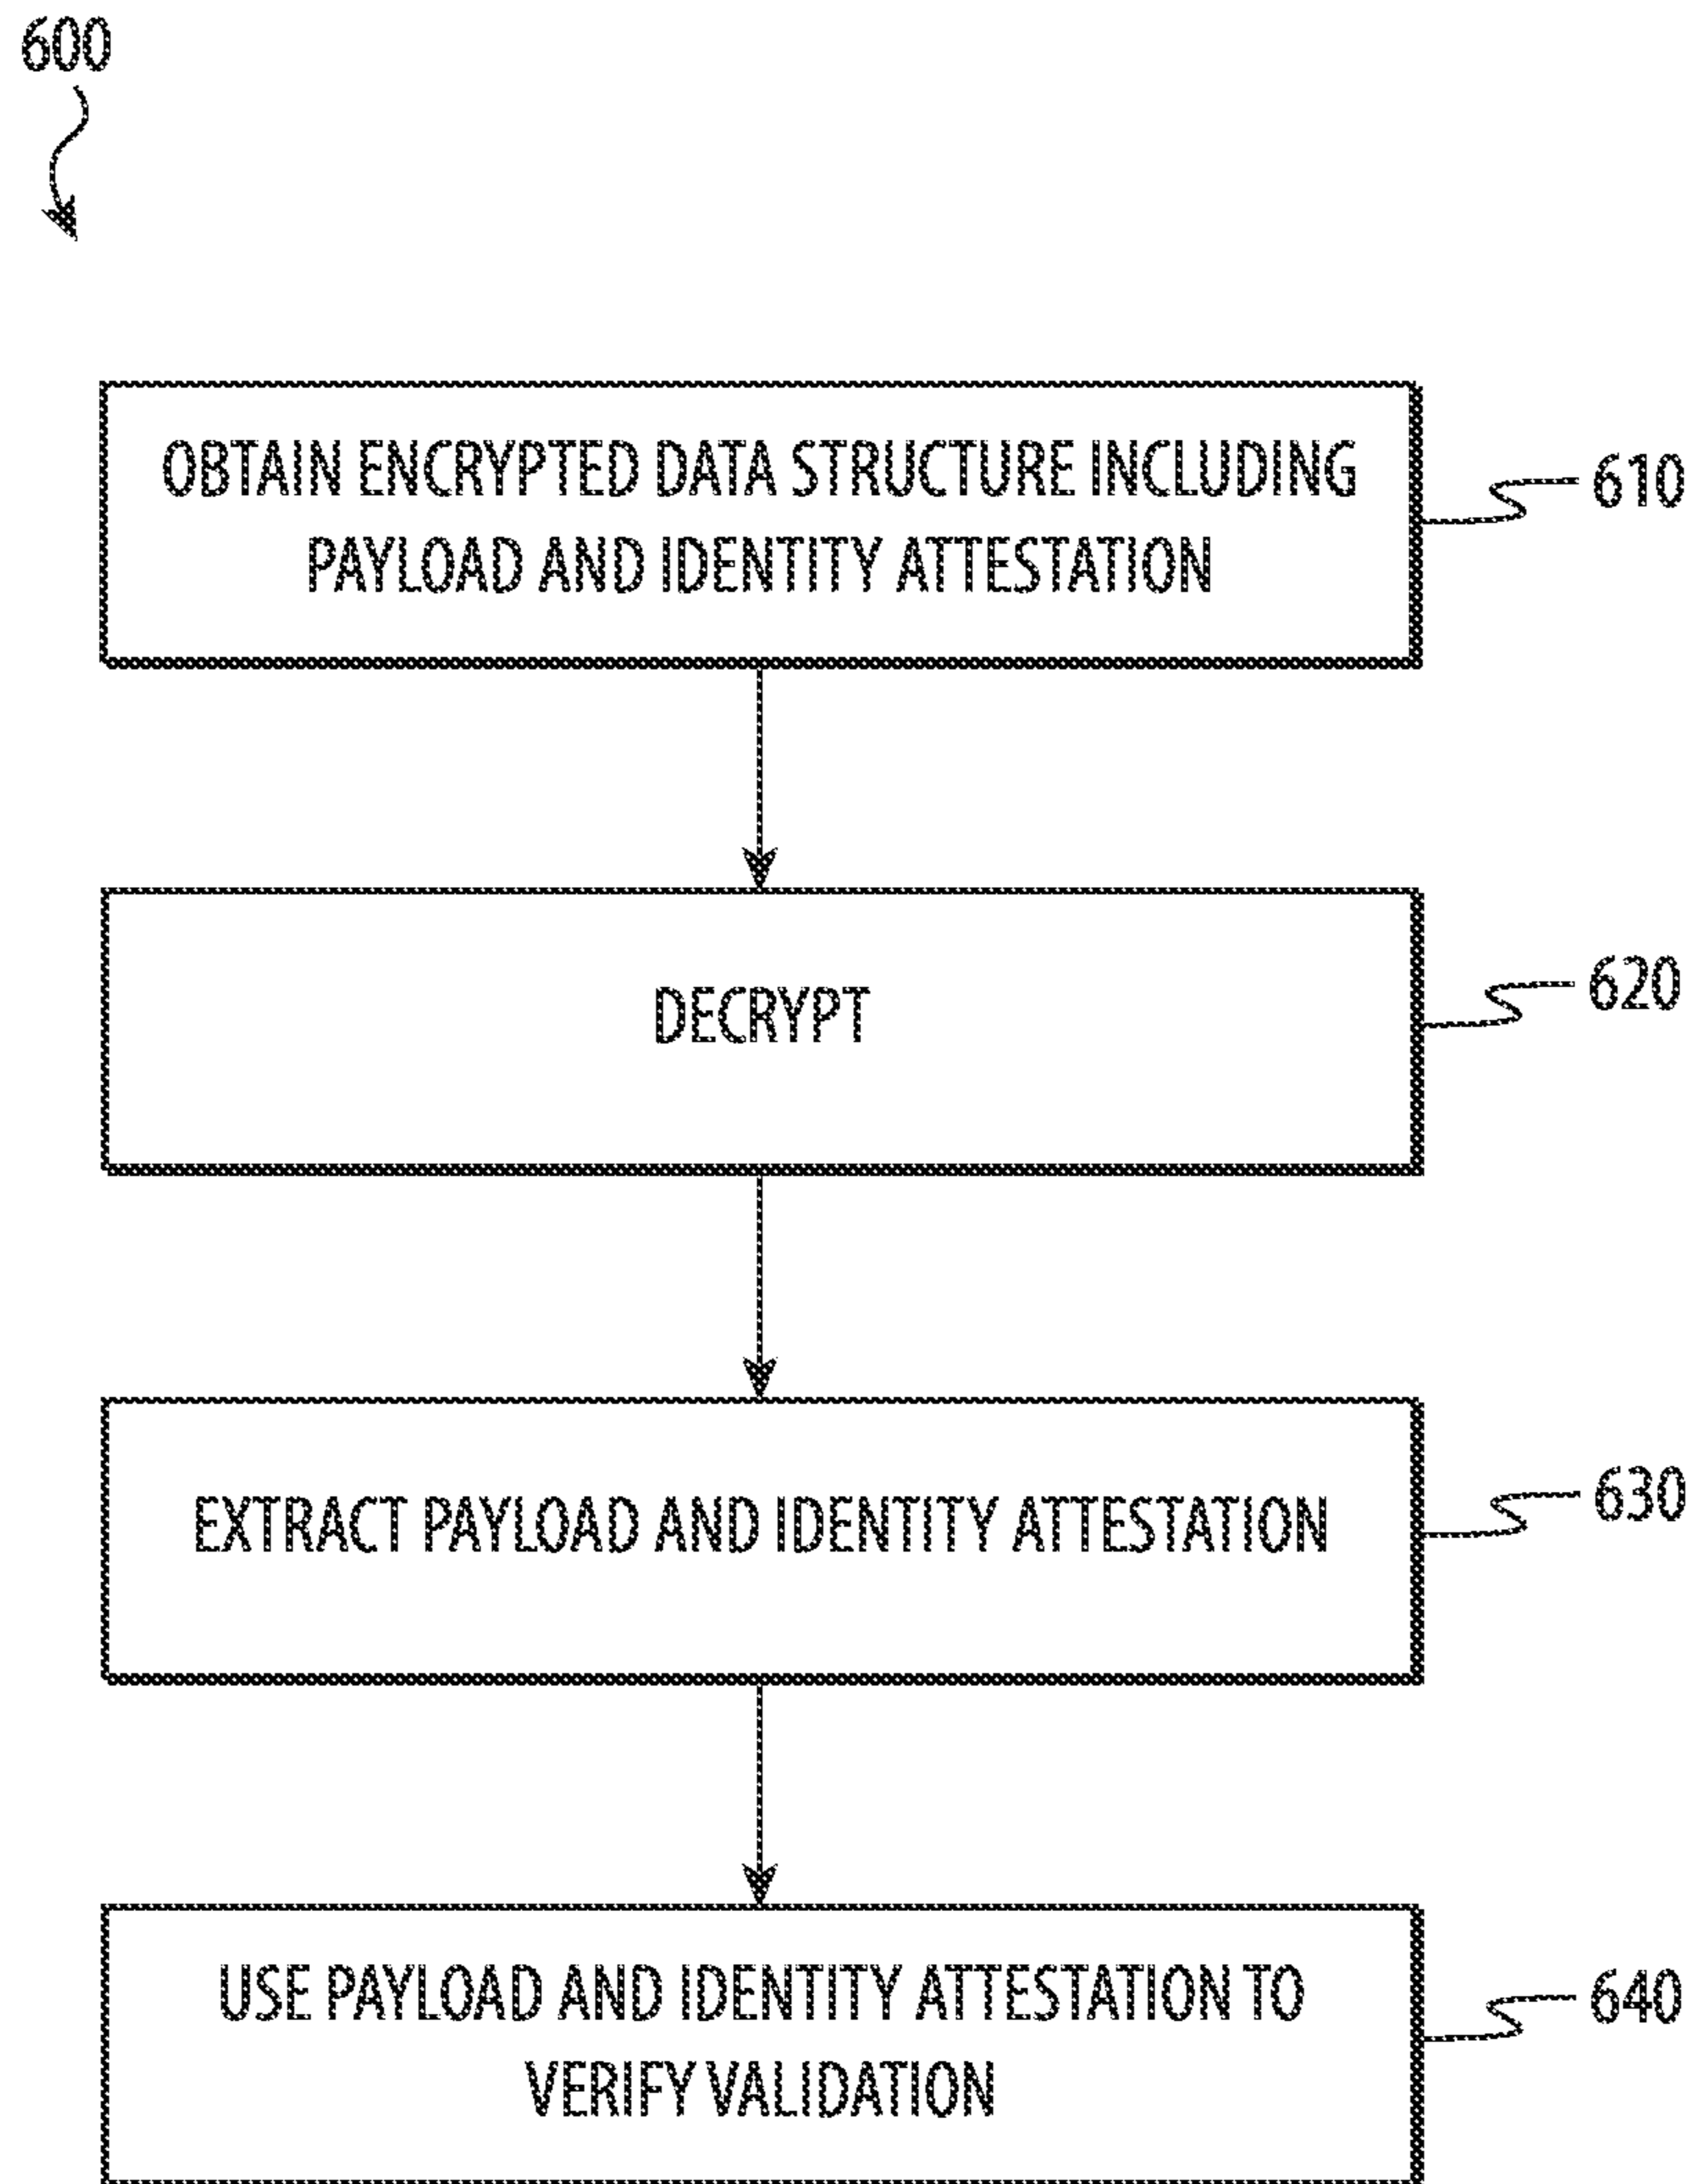 600
OBTAIN ENCRYPTED DATA STRUCTURE INCLUDING
PAYLOAD AND IDENTITY ATTESTATION
610
DECRYPT
620
EXTRACT PAYLOAD AND IDENTITY ATTESTATION
630
USE PAYLOAD AND IDENTITY ATTESTATION TO
VERIFY VALIDATION
640